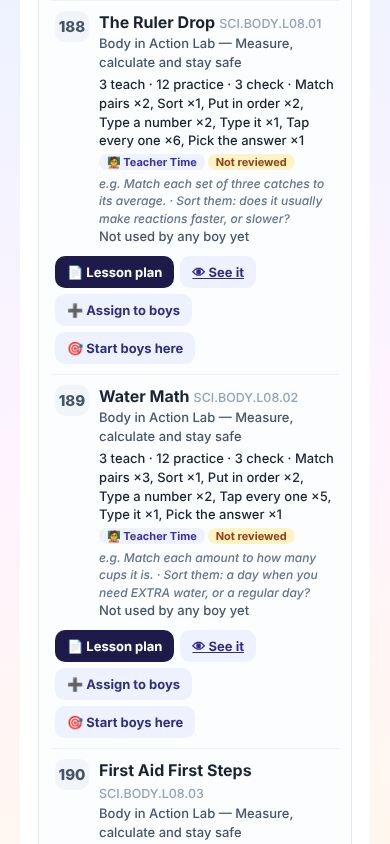 188
The Ruler Drop SCI.BODY.L08.01
Body in Action Lab — Measure,
calculate and stay safe
3 teach · 12 practice · 3 check · Match
pairs ×2, Sort ×1, Put in order ×2,
Type a number ×2, Type it ×1, Tap
every one ×6, Pick the answer ×1
Teacher Time Not reviewed
e.g. Match each set of three catches to
its average. · Sort them: does it usually
make reactions faster, or slower?
Not used by any boy yet
Lesson plan See it
Assign to boys
Start boys here
189
Water Math SCI.BODY.L08.02
Body in Action Lab — Measure,
calculate and stay safe
3 teach · 12 practice · 3 check · Match
pairs ×3, Sort ×1, Put in order ×2,
Type a number ×2, Tap every one ×5,
Type it ×1, Pick the answer ×1
Teacher Time Not reviewed
e.g. Match each amount to how many
cups it is. · Sort them: a day when you
need EXTRA water, or a regular day?
Not used by any boy yet
Lesson plan See it
Assign to boys
Start boys here
190
First Aid First Steps
SCI.BODY.L08.03
Body in Action Lab — Measure,
calculate and stay safe